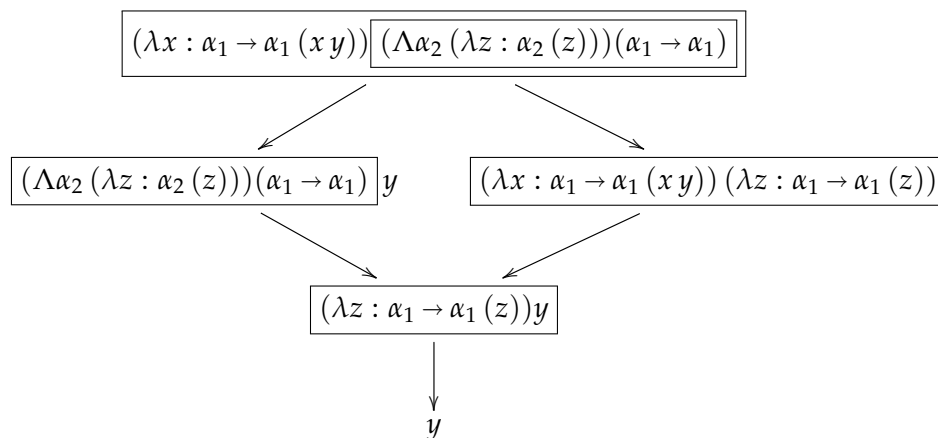 (λx : α₁ → α₁ (x y)) (Λα₂ (λz : α₂ (z)))(α₁ → α₁)
(Λα₂ (λz : α₂ (z)))(α₁ → α₁) y
(λx : α₁ → α₁ (x y)) (λz : α₁ → α₁ (z))
(λz : α₁ → α₁ (z))y
y